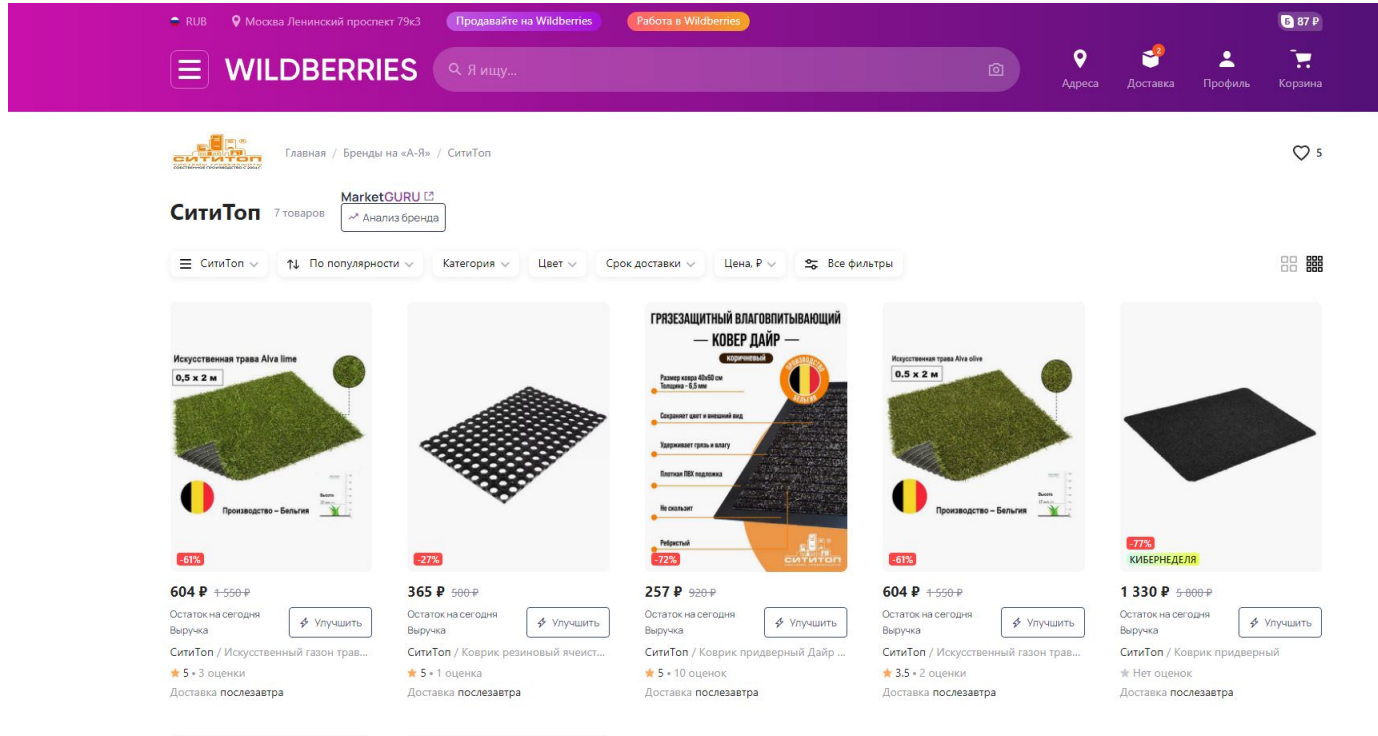 RUB
Москва Ленинский проспект 79к3
Продавайте на Wildberries
Работа в Wildberries
Б 87 ₽
WILDBERRIES
Я ищу...
Адреса
2
Доставка
Профиль
Корзина
СИТИТОП
Главная / Бренды на «А-Я» / СитиТоп
5
СитиТоп
7 товаров
MarketGURU
Анализ бренда
СитиТоп
По популярности
Категория
Цвет
Срок доставки
Цена, ₽
Все фильтры
Искусственная трава Alva lime
0,5 х 2 м
Высота
Производство – Бельгия
-61%
604 ₽ 1 550 ₽
Остаток на сегодня
Выручка
Улучшить
СитиТоп / Искусственный газон трав...
5 • 3 оценки
Доставка послезавтра
-27%
365 ₽ 500 ₽
Остаток на сегодня
Выручка
Улучшить
СитиТоп / Коврик резиновый ячеист...
5 • 1 оценка
Доставка послезавтра
ГРЯЗЕЗАЩИТНЫЙ ВЛАГОВПИТЫВАЮЩИЙ
— КОВЕР ДАЙР —
коричневый
ПРОИЗВОДСТВО
БЕЛЬГИЯ
Размер ковра 40х60 см
Толщина - 6,5 мм
Сохраняет цвет и внешний вид
Удерживает грязь и влагу
Плотная ПВХ подложка
Не скользит
Ребристый
СИТИТОП
-72%
257 ₽ 920 ₽
Остаток на сегодня
Выручка
Улучшить
СитиТоп / Коврик придверный Дайр ...
5 • 10 оценок
Доставка послезавтра
Искусственная трава Alva olive
0.5 х 2 м
Высота
Производство – Бельгия
-61%
604 ₽ 1 550 ₽
Остаток на сегодня
Выручка
Улучшить
СитиТоп / Искусственный газон трав...
3.5 • 2 оценки
Доставка послезавтра
-77%
КИБЕРНЕДЕЛЯ
1 330 ₽ 5 800 ₽
Остаток на сегодня
Выручка
Улучшить
СитиТоп / Коврик придверный
Нет оценок
Доставка послезавтра